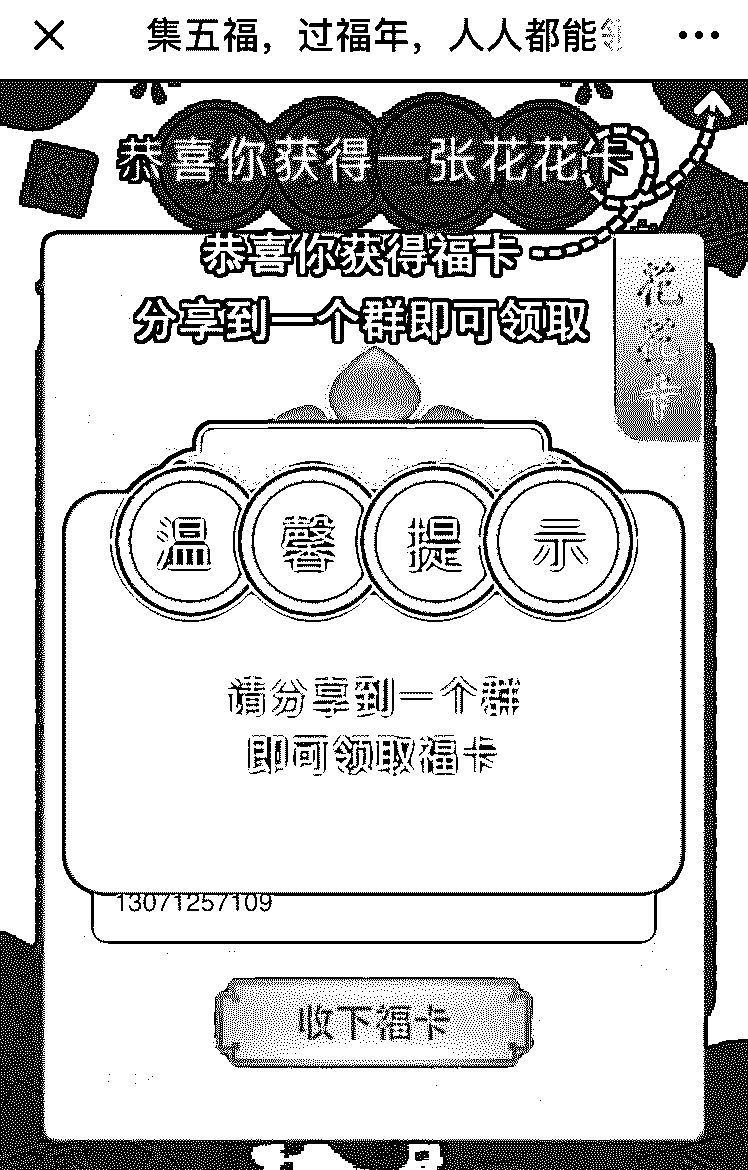 集五福，过福年，人人都能领
恭喜你获得一张花花卡
恭喜你获得福卡
分享到一个群即可领取
花花卡
温馨提示
请分享到一个群
即可领取福卡
13071257109
收下福卡